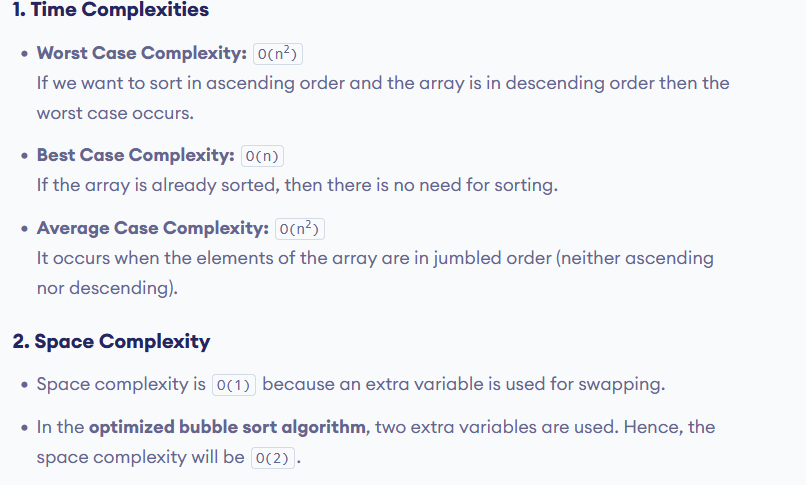 1. Time Complexities
• Worst Case Complexity: O(n²)
If we want to sort in ascending order and the array is in descending order then the
worst case occurs.
• Best Case Complexity: O(n)
If the array is already sorted, then there is no need for sorting.
• Average Case Complexity: O(n²)
It occurs when the elements of the array are in jumbled order (neither ascending
nor descending).
2. Space Complexity
• Space complexity is O(1) because an extra variable is used for swapping.
• In the optimized bubble sort algorithm, two extra variables are used. Hence, the
space complexity will be O(2).